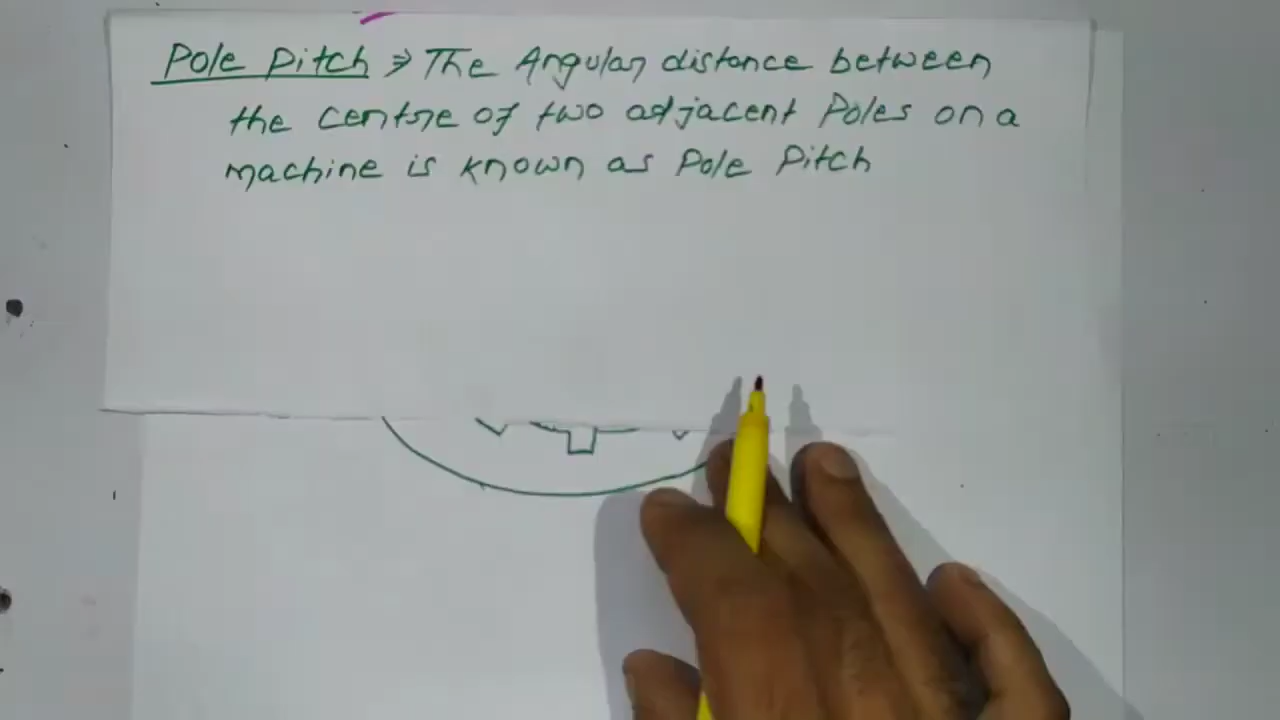 Pole Pitch ⇒ The Angular distance between
the centre of two adjacent Poles on a
machine is known as Pole Pitch